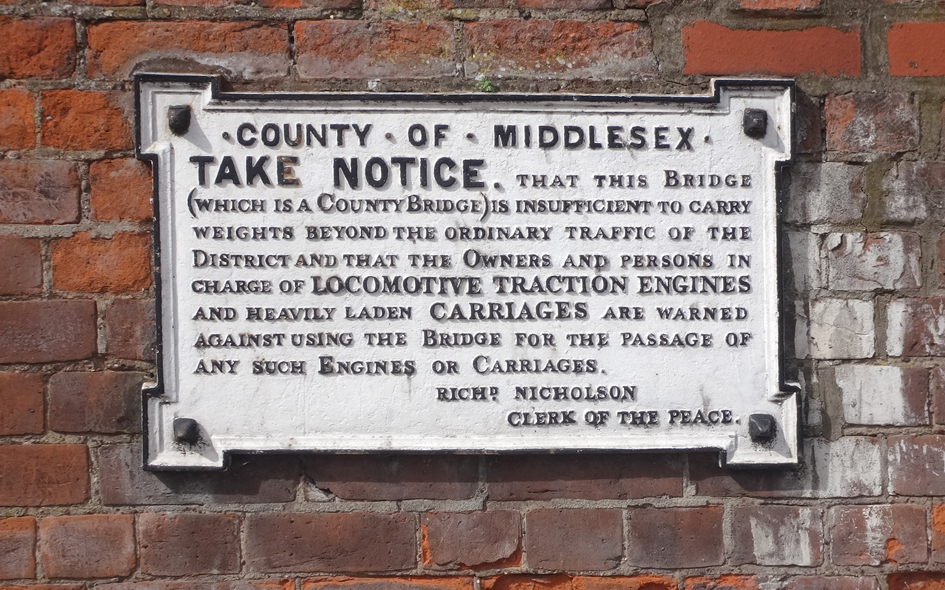 ·COUNTY · OF · MIDDLESEX·
TAKE NOTICE. THAT THIS BRIDGE
(WHICH IS A COUNTY BRIDGE) IS INSUFFICIENT TO CARRY
WEIGHTS BEYOND THE ORDINARY TRAFFIC OF THE
DISTRICT AND THAT THE OWNERS AND PERSONS IN
CHARGE OF LOCOMOTIVE TRACTION ENGINES
AND HEAVILY LADEN CARRIAGES ARE WARNED
AGAINST USING THE BRIDGE FOR THE PASSAGE OF
ANY SUCH ENGINES OR CARRIAGES.
RICHD NICHOLSON
CLERK OF THE PEACE.